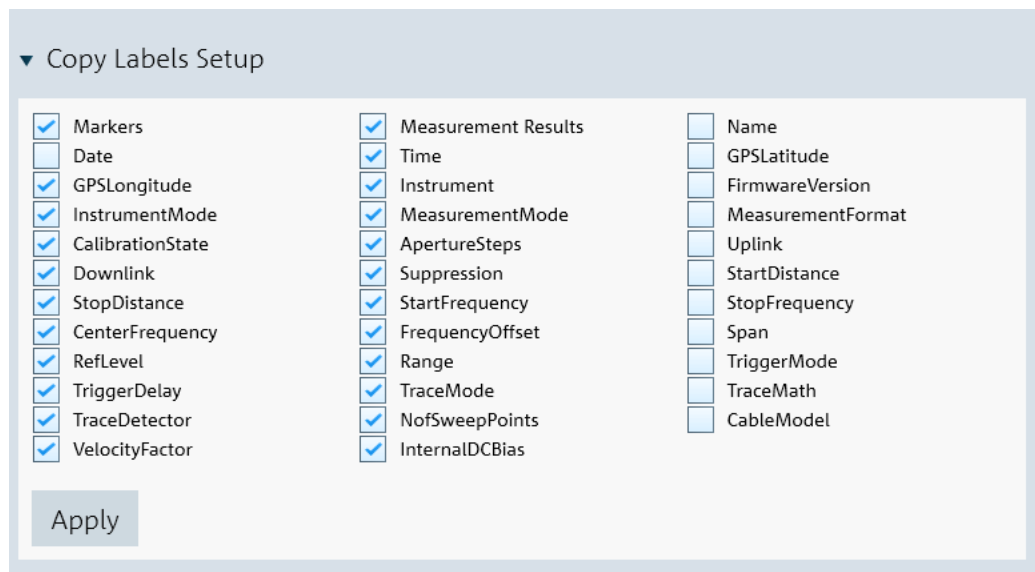 Copy Labels Setup
Markers Measurement Results Name
Date Time GPSLatitude
GPSLongitude Instrument FirmwareVersion
InstrumentMode MeasurementMode MeasurementFormat
CalibrationState ApertureSteps Uplink
Downlink Suppression StartDistance
StopDistance StartFrequency StopFrequency
CenterFrequency FrequencyOffset Span
RefLevel Range TriggerMode
TriggerDelay TraceMode TraceMath
TraceDetector NofSweepPoints CableModel
VelocityFactor InternalDCBias
Apply